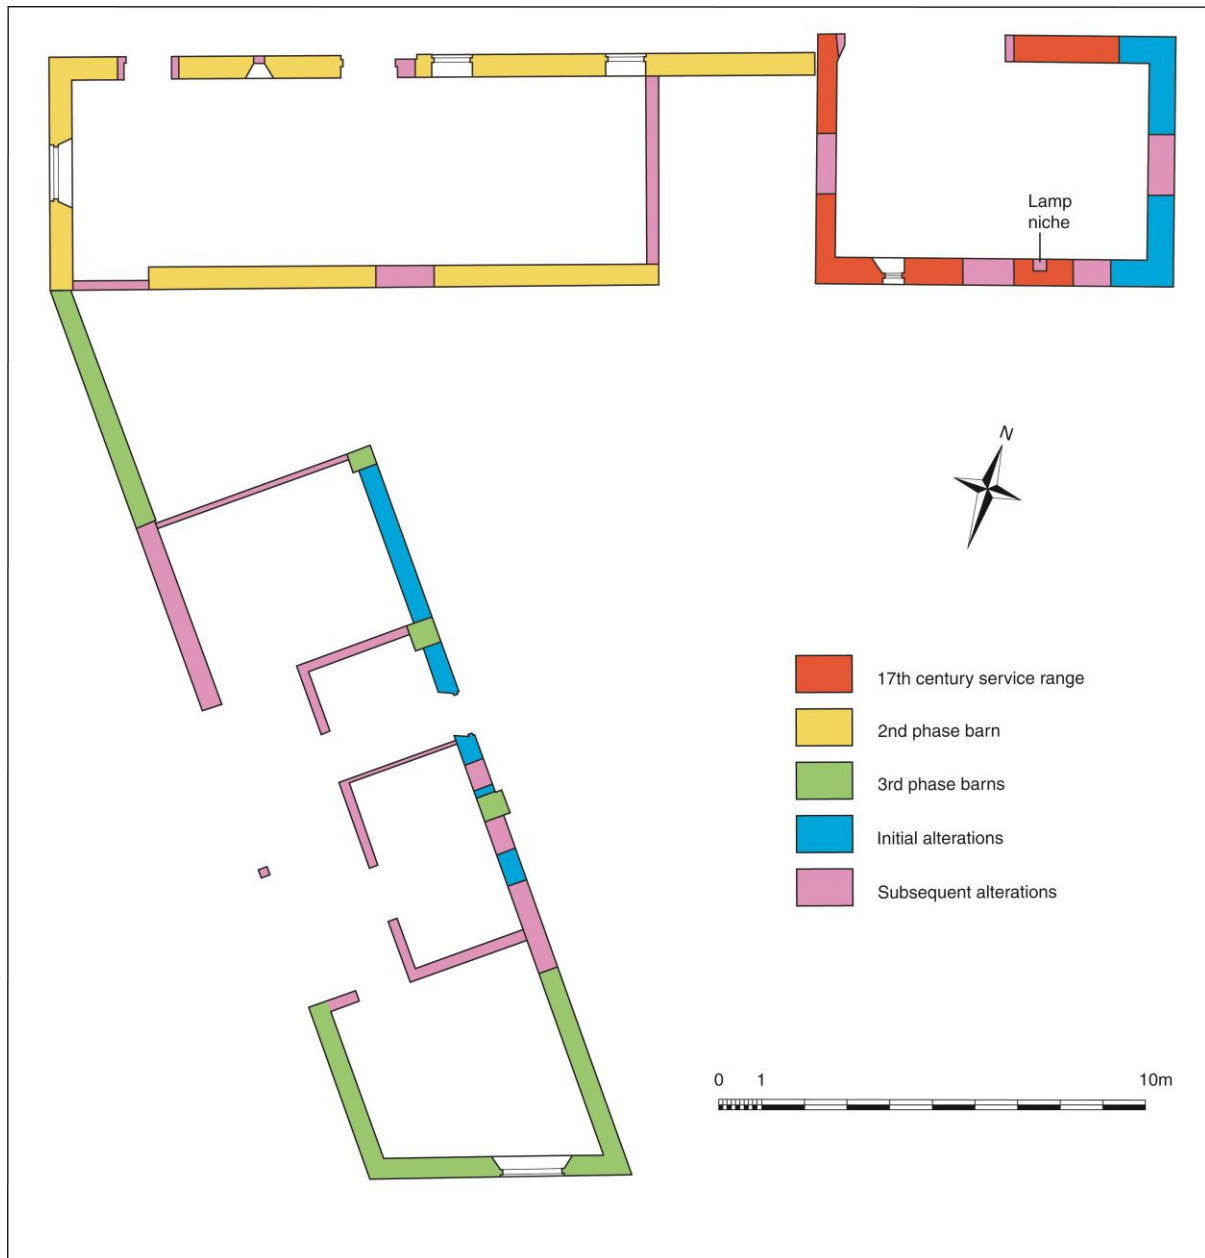 Lamp
niche
N
17th century service range
2nd phase barn
3rd phase barns
Initial alterations
Subsequent alterations
0 1 10m